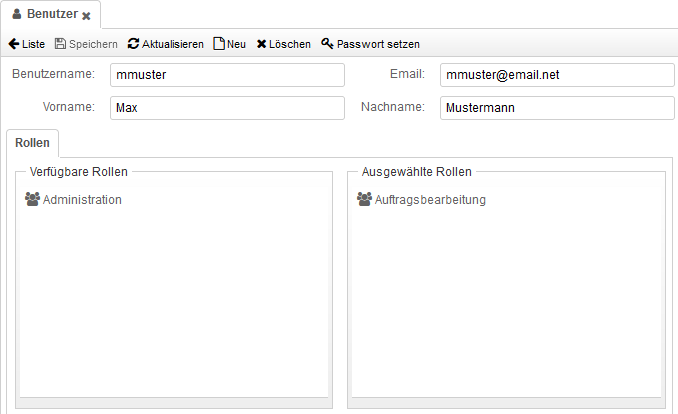 Benutzer
Liste Speichern Aktualisieren Neu Löschen Passwort setzen
Benutzername: mmuster Email: mmuster@email.net
Vorname: Max Nachname: Mustermann
Rollen
Verfügbare Rollen Ausgewählte Rollen
Administration Auftragsbearbeitung